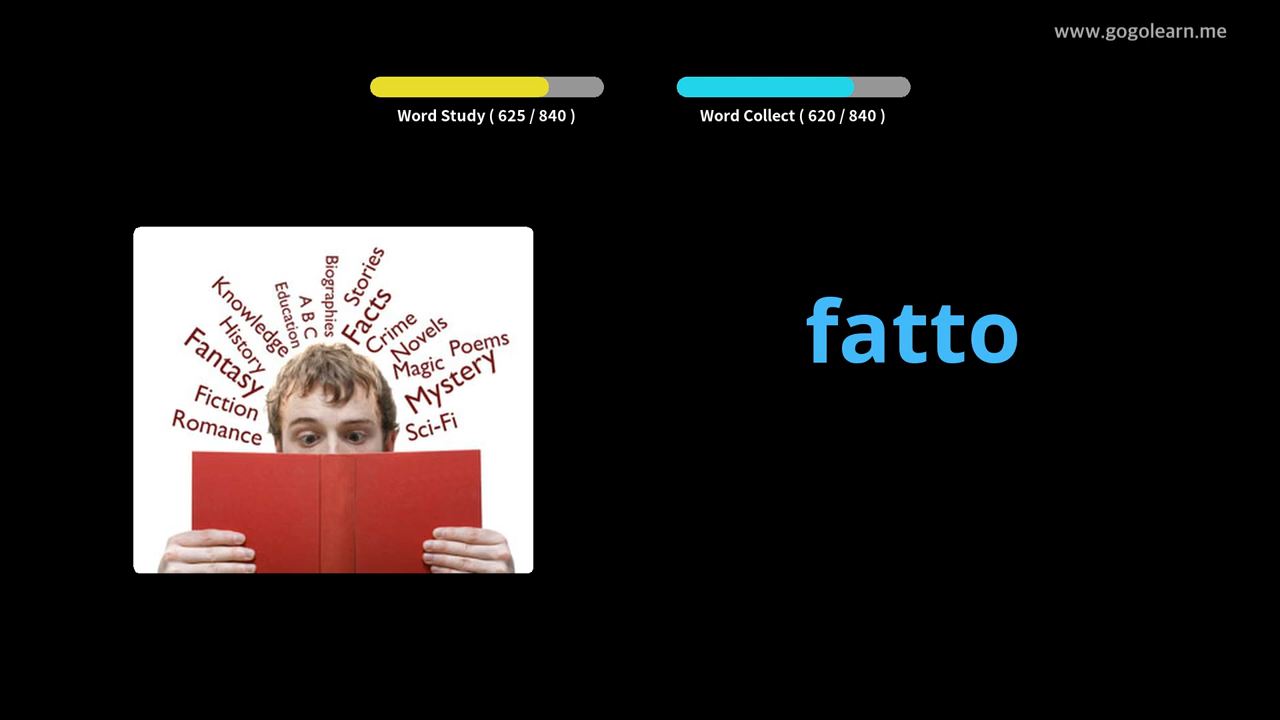 www.gogolearn.me
Word Study ( 625 / 840 )
Word Collect ( 620 / 840 )
fatto
Biographies
Stories
Education
A B C
Facts
Knowledge
History
Crime
Novels
Poems
Fantasy
Magic
Mystery
Fiction
Romance
Sci-Fi